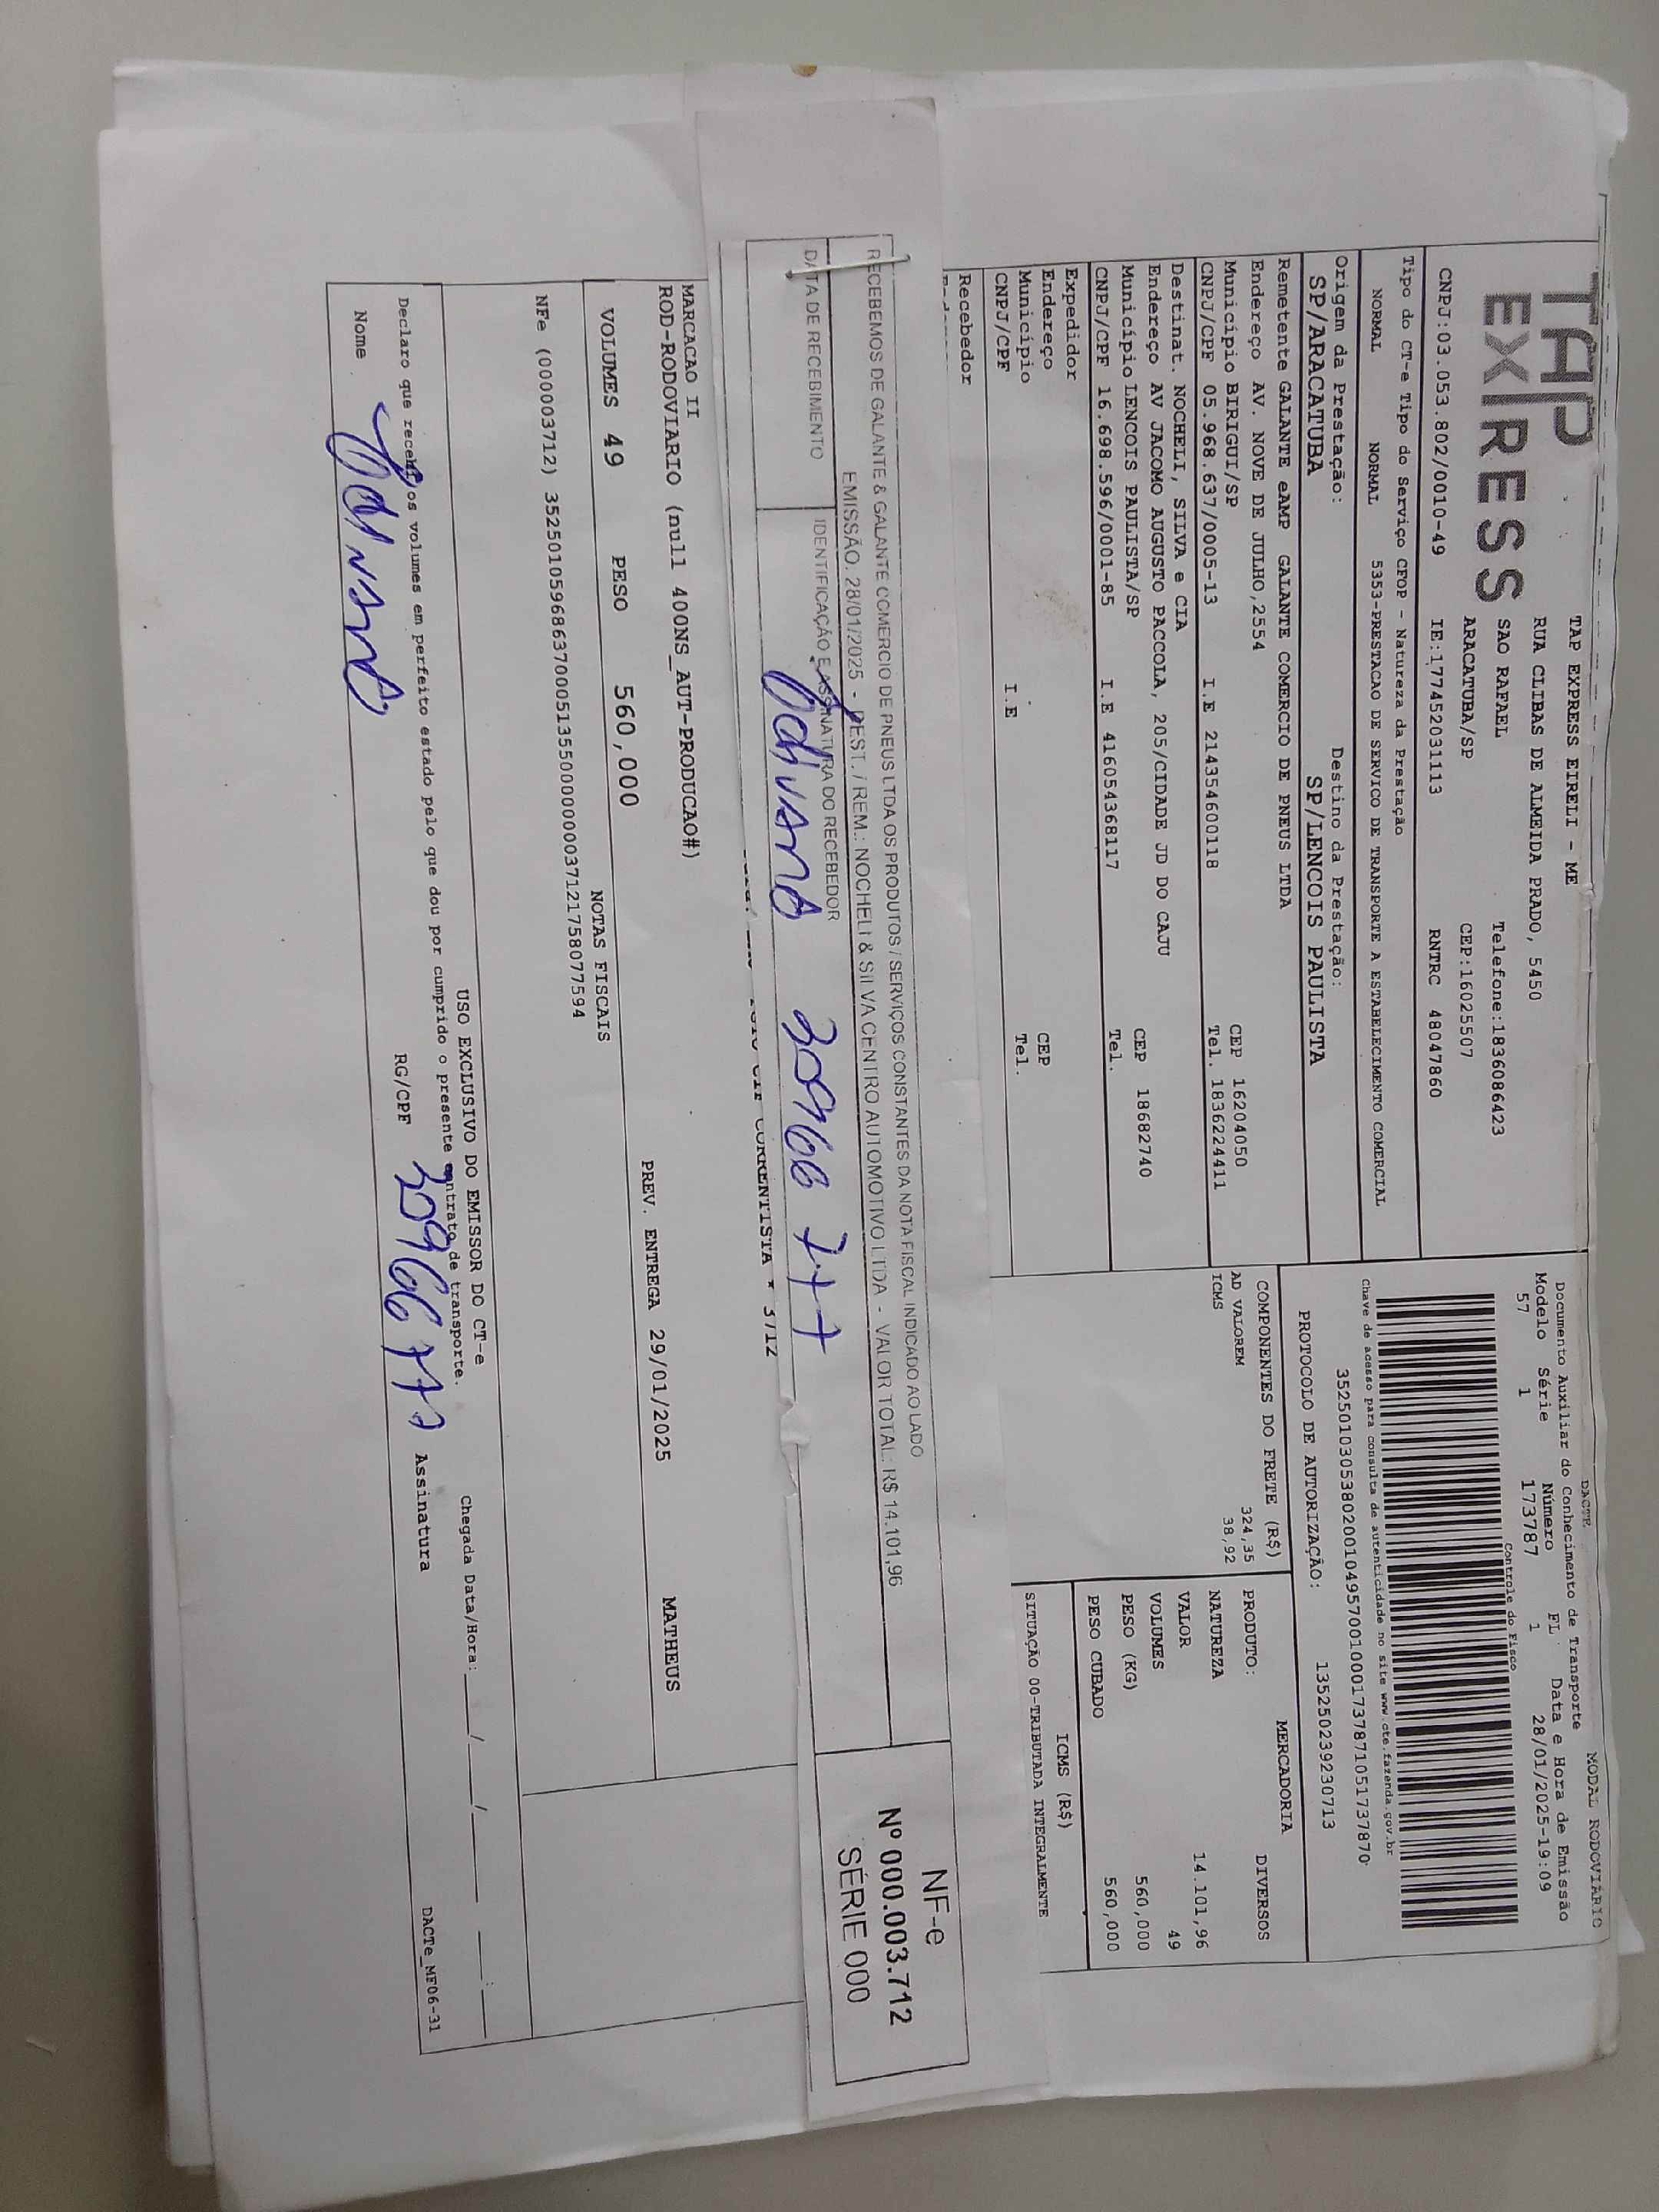 TAP
EXPRESS
TAP EXPRESS EIRELI - ME
RUA CLIBAS DE ALMEIDA PRADO, 5450
SAO RAFAEL Telefone:1836086423
ARACATUBA/SP CEP:16025507
CNPJ:03.053.802/0010-49 IE:177452031113 RNTRC 48047860
Tipo do CT-e Tipo do Serviço CFOP - Natureza da Prestação
NORMAL NORMAL 5353-PRESTACAO DE SERVICO DE TRANSPORTE A ESTABELECIMENTO COMERCIAL
Origem da Prestação: Destino da Prestação:
SP/ARACATUBA SP/LENCOIS PAULISTA
Remetente GALANTE eAMP GALANTE COMERCIO DE PNEUS LTDA
Endereço AV. NOVE DE JULHO,2554 CEP 16204050
Município BIRIGUI/SP Tel. 1836224411
CNPJ/CPF 05.968.637/0005-13 I.E 214354600118
Destinat. NOCHELI, SILVA e CIA
Endereço AV JACOMO AUGUSTO PACCOLA, 205/CIDADE JD DO CAJU
Município LENCOIS PAULISTA/SP CEP 18682740
CNPJ/CPF 16.698.596/0001-85 I.E 416054368117 Tel.
Expedidor
Endereço CEP
Município Tel.
CNPJ/CPF I.E
Recebedor
DACTE MODAL RODOVIÁRIO
Documento Auxiliar do Conhecimento de Transporte
Modelo Série Número FL Data e Hora de Emissão
57 1 173787 1 28/01/2025-19:09
Controle do Fisco
Chave de acesso para consulta de autenticidade no site www.cte.fazenda.gov.br
35250103053802001049570010001737871051737870
PROTOCOLO DE AUTORIZAÇÃO: 135250239230713
COMPONENTES DO FRETE (R$)
AD VALOREM 324,35
ICMS 38,92
MERCADORIA
PRODUTO: DIVERSOS
NATUREZA
VALOR 14.101,96
VOLUMES 49
PESO (KG) 560,000
PESO CUBADO 560,000
ICMS (R$)
SITUAÇÃO 00-TRIBUTADA INTEGRALMENTE
RECEBEMOS DE GALANTE & GALANTE COMERCIO DE PNEUS LTDA OS PRODUTOS / SERVIÇOS CONSTANTES DA NOTA FISCAL INDICADO AO LADO
EMISSÃO: 28/01/2025 - DEST. / REM.: NOCHELI & SILVA CENTRO AUTOMOTIVO LTDA - VALOR TOTAL: R$ 14.101,96
DATA DE RECEBIMENTO IDENTIFICAÇÃO E ASSINATURA DO RECEBEDOR
NF-e
Nº 000.003.712
SÉRIE 000
CORRENTISTA * 3712
MARCACAO II
ROD-RODOVIARIO (null 400NS_AUT-PRODUCAO#)
VOLUMES 49 PESO 560,000 PREV. ENTREGA 29/01/2025 MATHEUS
NOTAS FISCAIS
NFe (000003712) 35250105968637000513550000000037121758077594
USO EXCLUSIVO DO EMISSOR DO CT-e
Declaro que recebi os volumes em perfeito estado pelo que dou por cumprido o presente contrato de transporte. Chegada Data/Hora:____/____/____ ___:___
Nome RG/CPF Assinatura
DACTe_MF06-31